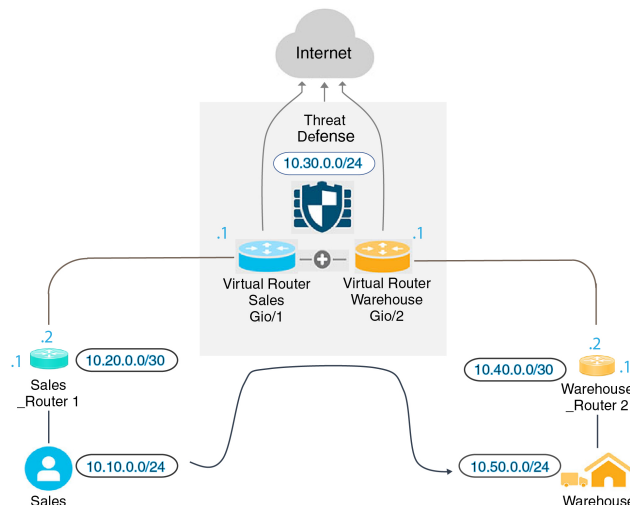 Internet
Threat
Defense
10.30.0.0/24
.1
.1
Virtual Router
Sales
Gio/1
Virtual Router
Warehouse
Gio/2
.2
.1
10.20.0.0/30
Sales
_Router 1
.2
10.40.0.0/30
.1
Warehouse
_Router 2
10.10.0.0/24
Sales
10.50.0.0/24
Warehouse